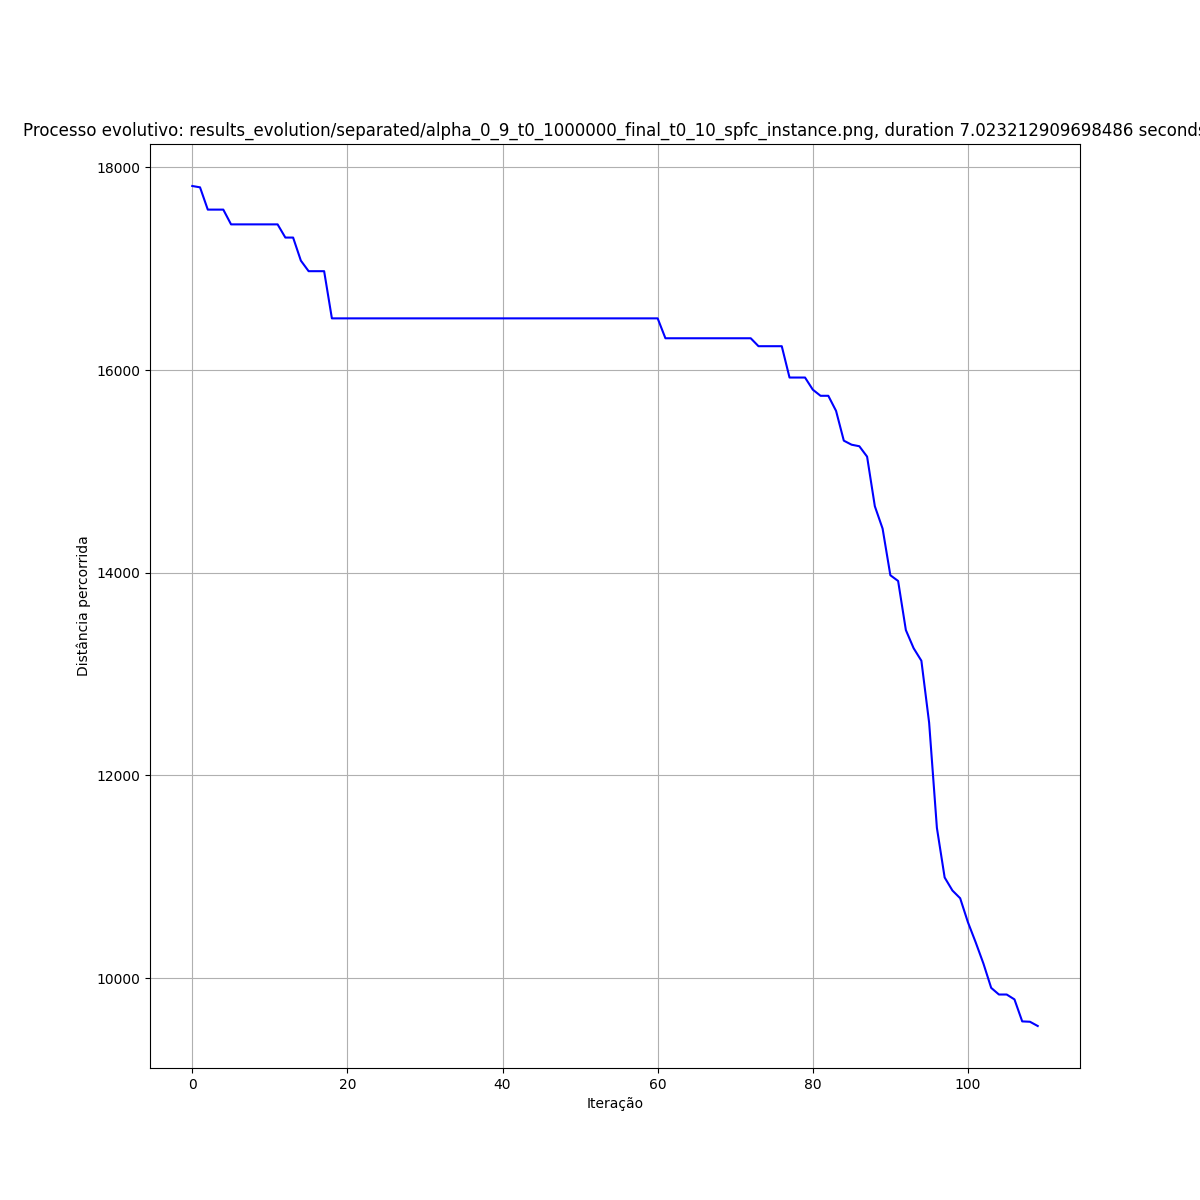 Processo evolutivo: results_evolution/separated/alpha_0_9_t0_1000000_final_t0_10_spfc_instance.png, duration 7.023212909698486 seconds
18000
16000
14000
12000
10000
Distância percorrida
0 20 40 60 80 100
Iteração